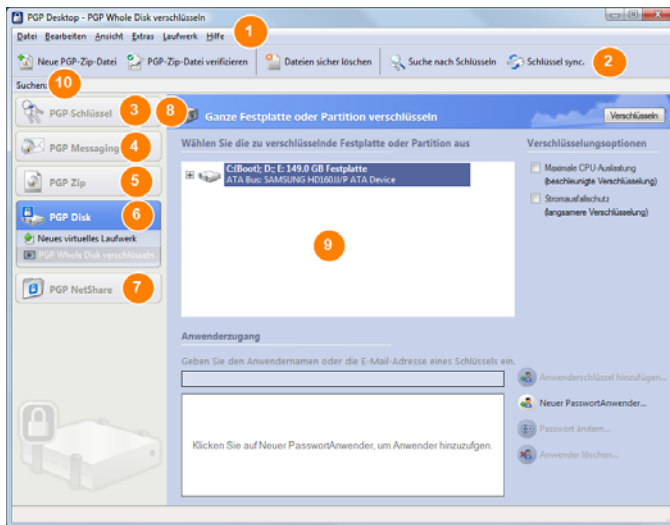 PGP Desktop - PGP Whole Disk verschlüsseln
Datei Bearbeiten Ansicht Extras Laufwerk Hilfe 1
Neue PGP-Zip-Datei PGP-Zip-Datei verifizieren Dateien sicher löschen Suche nach Schlüsseln Schlüssel sync. 2
Suchen: 10
PGP Schlüssel 3
PGP Messaging 4
PGP Zip 5
PGP Disk 6
Neues virtuelles Laufwerk
PGP Whole Disk verschlüsseln
PGP NetShare 7
8 Ganze Festplatte oder Partition verschlüsseln Verschlüsseln
Wählen Sie die zu verschlüsselnde Festplatte oder Partition aus
C:(Boot); D:; E: 149.0 GB Festplatte
ATA Bus: SAMSUNG HD160JJ/P ATA Device
9
Verschlüsselungsoptionen
Maximale CPU-Auslastung
(beschleunigte Verschlüsselung)
Stromausfallschutz
(langsamere Verschlüsselung)
Anwenderzugang
Geben Sie den Anwendernamen oder die E-Mail-Adresse eines Schlüssels ein.
Klicken Sie auf Neuer PasswortAnwender, um Anwender hinzuzufgen.
Anwenderschlüssel hinzufügen...
Neuer PasswortAnwender...
Passwort ändern...
Anwender löschen...